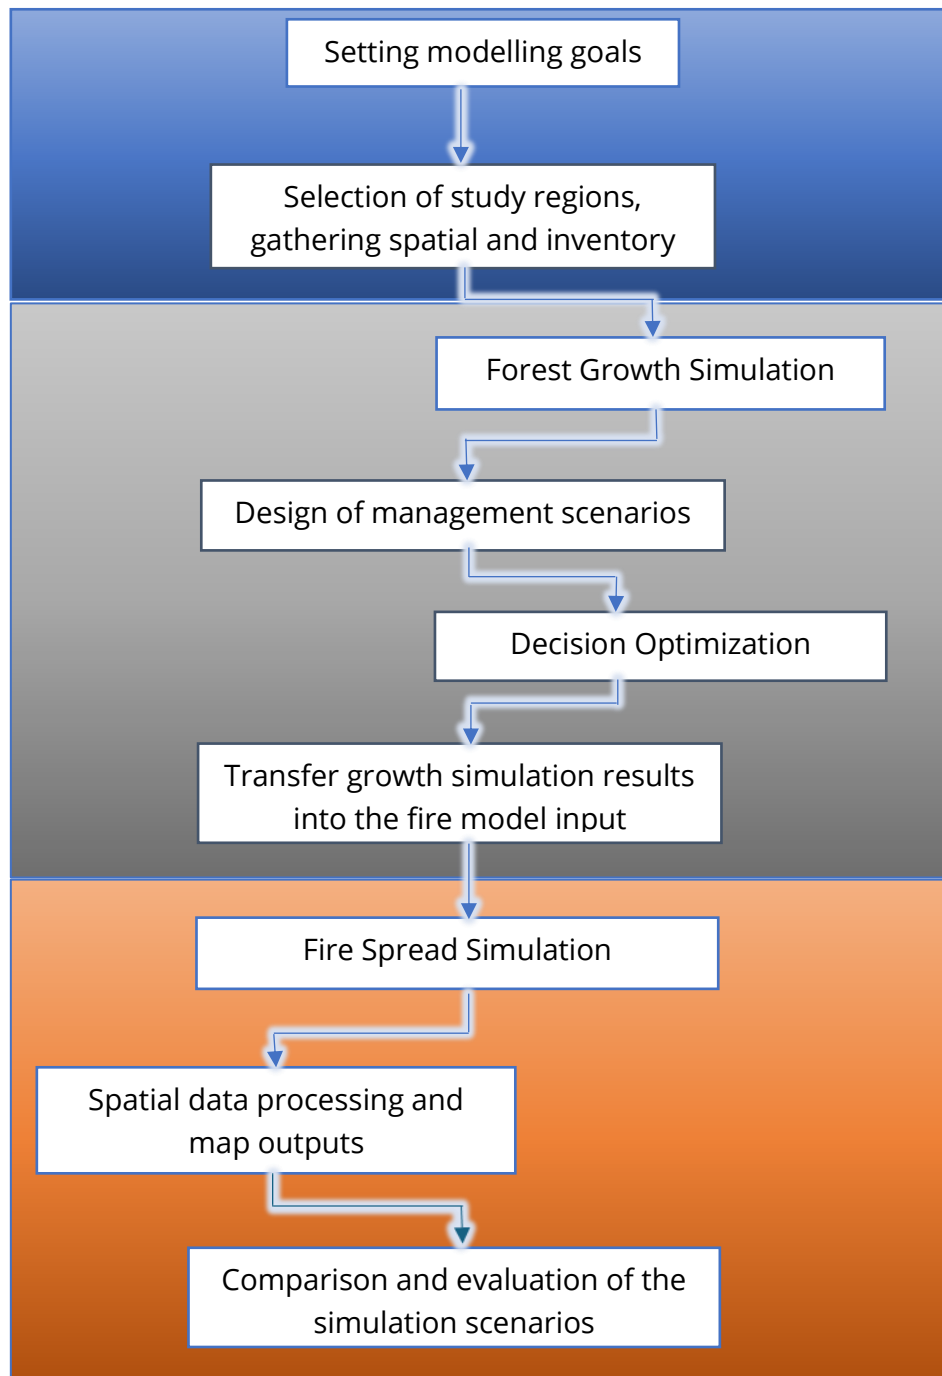 Setting modelling goals
Selection of study regions,
gathering spatial and inventory
Forest Growth Simulation
Design of management scenarios
Decision Optimization
Transfer growth simulation results
into the fire model input
Fire Spread Simulation
Spatial data processing and
map outputs
Comparison and evaluation of the
simulation scenarios